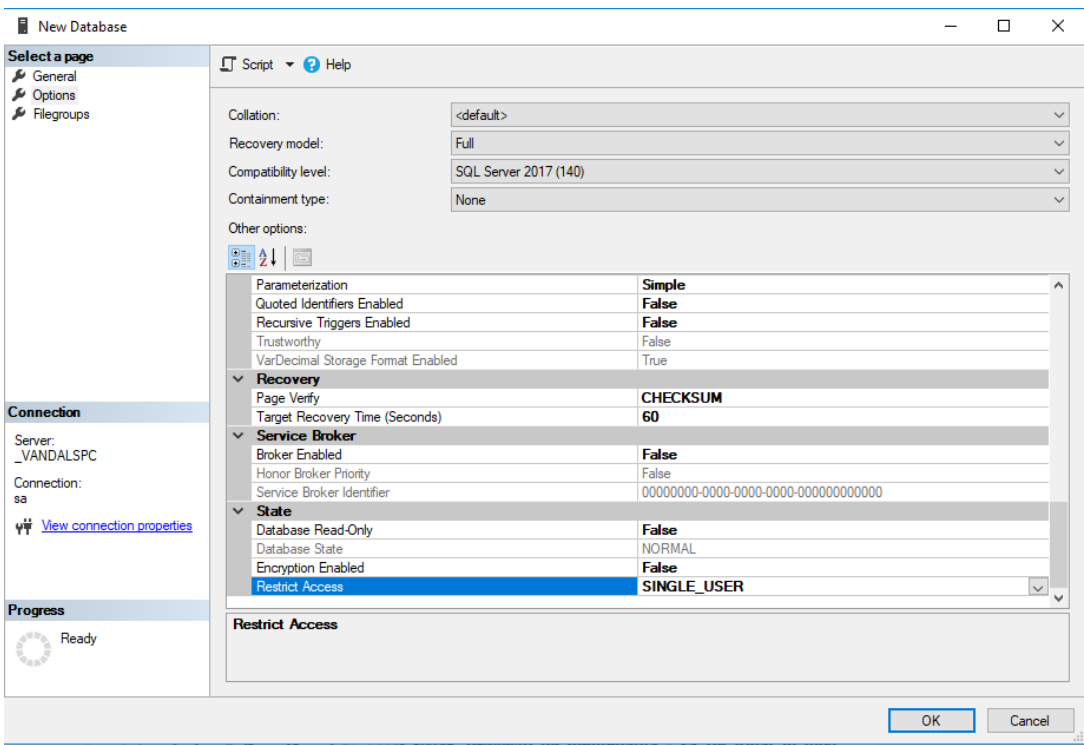 New Database
Select a page
General
Options
Filegroups
Script Help
Collation: <default>
Recovery model: Full
Compatibility level: SQL Server 2017 (140)
Containment type: None
Other options:
Parameterization Simple
Quoted Identifiers Enabled False
Recursive Triggers Enabled False
Trustworthy False
VarDecimal Storage Format Enabled True
Recovery
Page Verify CHECKSUM
Target Recovery Time (Seconds) 60
Service Broker
Broker Enabled False
Honor Broker Priority False
Service Broker Identifier 00000000-0000-0000-0000-000000000000
State
Database Read-Only False
Database State NORMAL
Encryption Enabled False
Restrict Access SINGLE_USER
Restrict Access
Connection
Server:
_VANDALSPC
Connection:
sa
View connection properties
Progress
Ready
OK Cancel